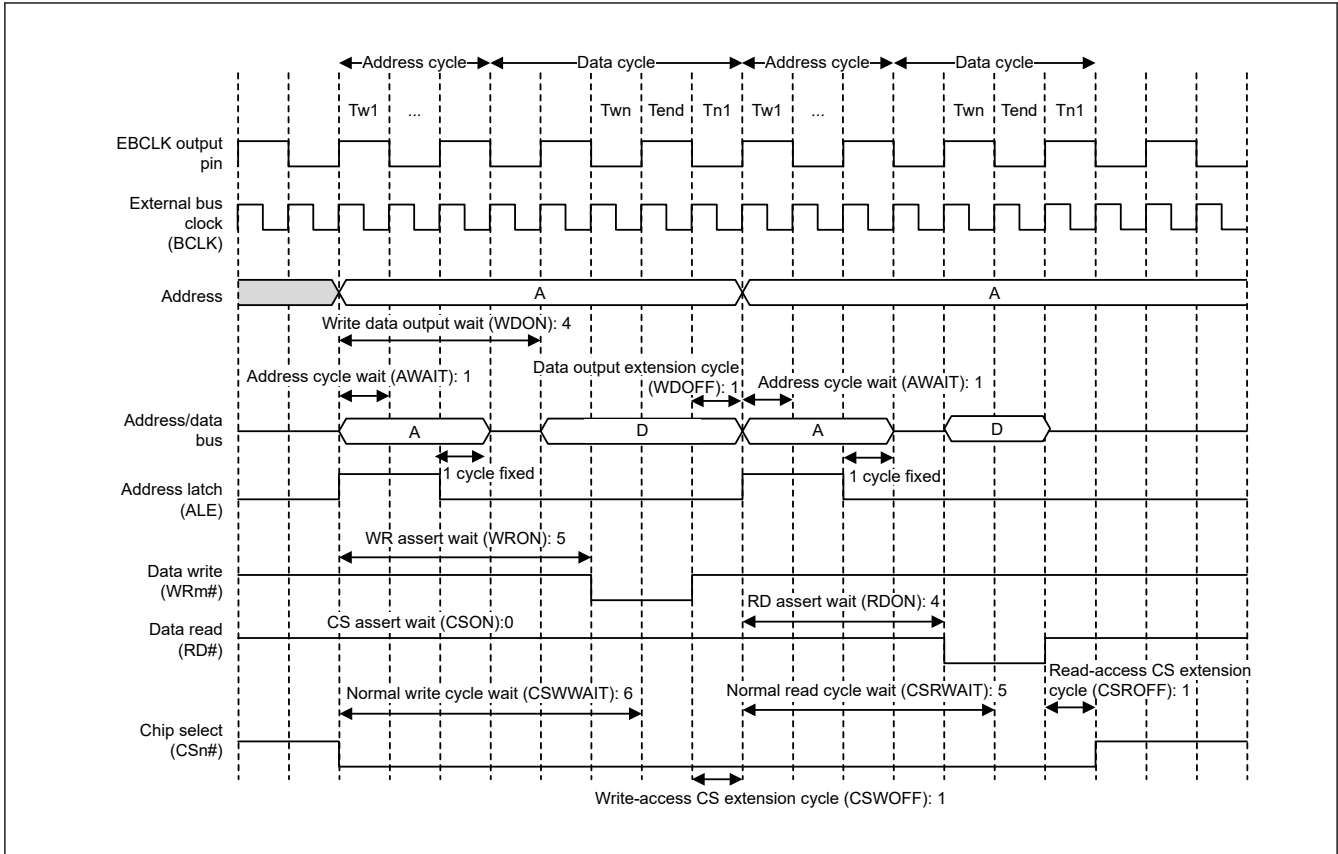 Address cycle Data cycle Address cycle Data cycle
Tw1 ... Twn Tend Tn1 Tw1 ... Twn Tend Tn1
EBCLK output
pin
External bus
clock
(BCLK)
Address
A A
Write data output wait (WDON): 4
Data output extension cycle
(WDOFF): 1
Address cycle wait (AWAIT): 1
Address cycle wait (AWAIT): 1
Address/data
bus
A D A D
1 cycle fixed
1 cycle fixed
Address latch
(ALE)
WR assert wait (WRON): 5
Data write
(WRm#)
RD assert wait (RDON): 4
CS assert wait (CSON):0
Data read
(RD#)
Read-access CS extension
cycle (CSROFF): 1
Normal write cycle wait (CSWWAIT): 6
Normal read cycle wait (CSRWAIT): 5
Chip select
(CSn#)
Write-access CS extension cycle (CSWOFF): 1